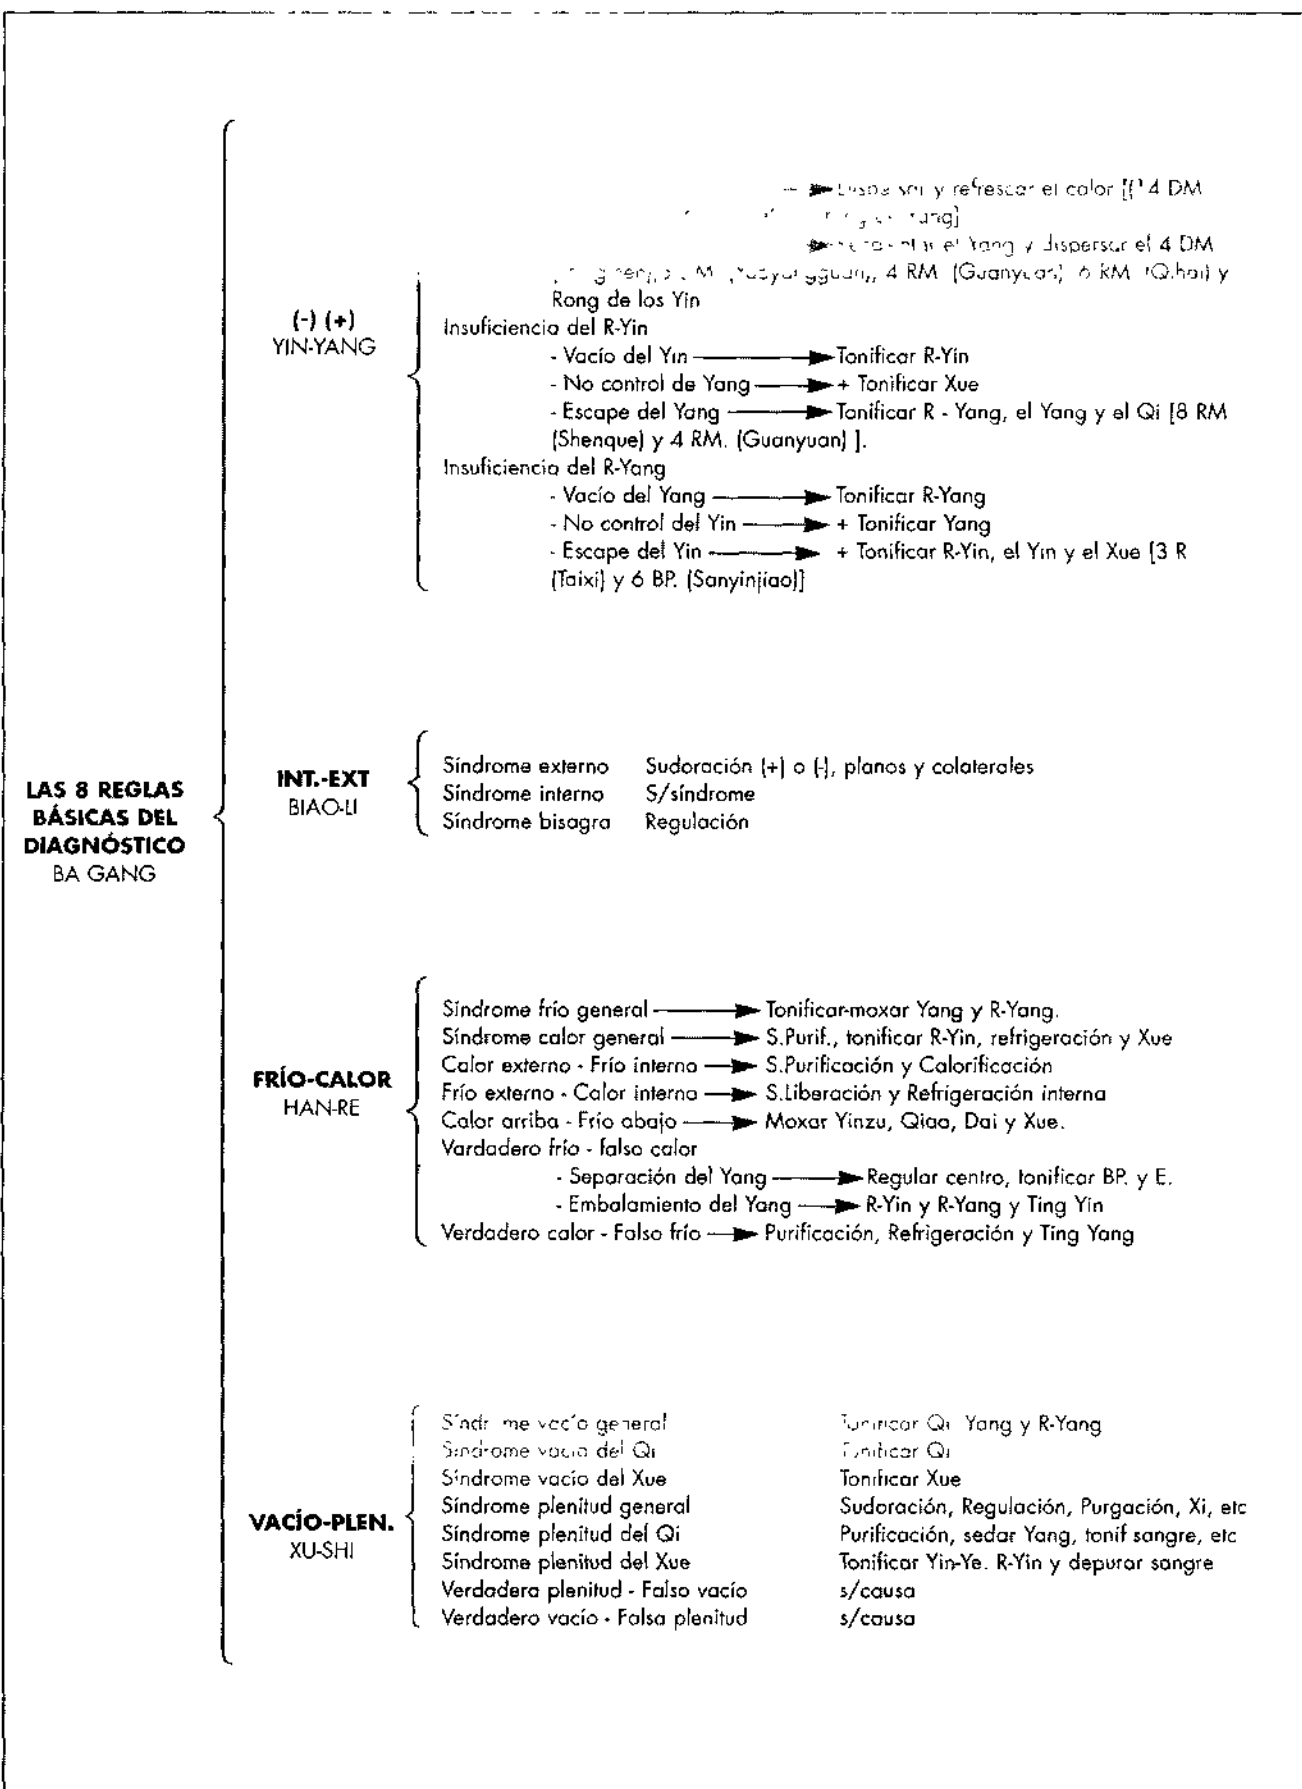 y refrescar el calor 4 DM
el Yang y dispersar el 4 DM
4 RM. (Guanyuan) 6 RM y
Rong de los Yin
(-) (+)
YIN-YANG
Insuficiencia del R-Yin
- Vacío del Yin Tonificar R-Yin
- No control de Yang + Tonificar Xue
- Escape del Yang Tonificar R - Yang, el Yang y el Qi [8 RM
(Shenque) y 4 RM. (Guanyuan) ].
Insuficiencia del R-Yang
- Vacío del Yang Tonificar R-Yang
- No control del Yin + Tonificar Yang
- Escape del Yin + Tonificar R-Yin, el Yin y el Xue [3 R
(Taixi) y 6 BP. (Sanyinjiao)]
LAS 8 REGLAS
BÁSICAS DEL
DIAGNÓSTICO
BA GANG
INT.-EXT
BIAO-LI
Síndrome externo Sudoración (+) o (-), planos y colaterales
Síndrome interno S/síndrome
Síndrome bisagra Regulación
FRÍO-CALOR
HAN-RE
Síndrome frío general Tonificar-moxar Yang y R-Yang.
Síndrome calor general S.Purif., tonificar R-Yin, refrigeración y Xue
Calor externo - Frío interno S.Purificación y Calorificación
Frío externo - Calor interno S.Liberación y Refrigeración interna
Calor arriba - Frío abajo Moxar Yinzu, Qiao, Dai y Xue.
Vardadero frío - falso calor
- Separación del Yang Regular centro, tonificar BP. y E.
- Embalamiento del Yang R-Yin y R-Yang y Ting Yin
Verdadero calor - Falso frío Purificación, Refrigeración y Ting Yang
VACÍO-PLEN.
XU-SHI
Síndrome vacío general Tonificar Qi Yang y R-Yang
Síndrome vacío del Qi Tonificar Qi
Síndrome vacío del Xue Tonificar Xue
Síndrome plenitud general Sudoración, Regulación, Purgación, Xi, etc
Síndrome plenitud del Qi Purificación, sedar Yang, tonif sangre, etc
Síndrome plenitud del Xue Tonificar Yin-Ye. R-Yin y depurar sangre
Verdadera plenitud - Falso vacío s/causa
Verdadero vacío - Falsa plenitud s/causa